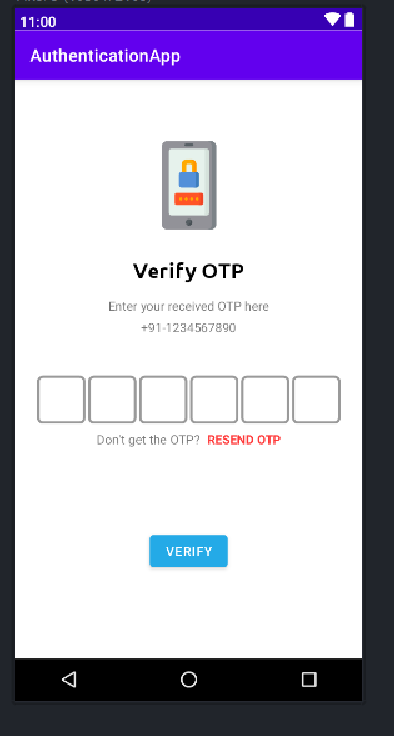 11:00
AuthenticationApp
Verify OTP
Enter your received OTP here
+91-1234567890
Don't get the OTP? RESEND OTP
VERIFY